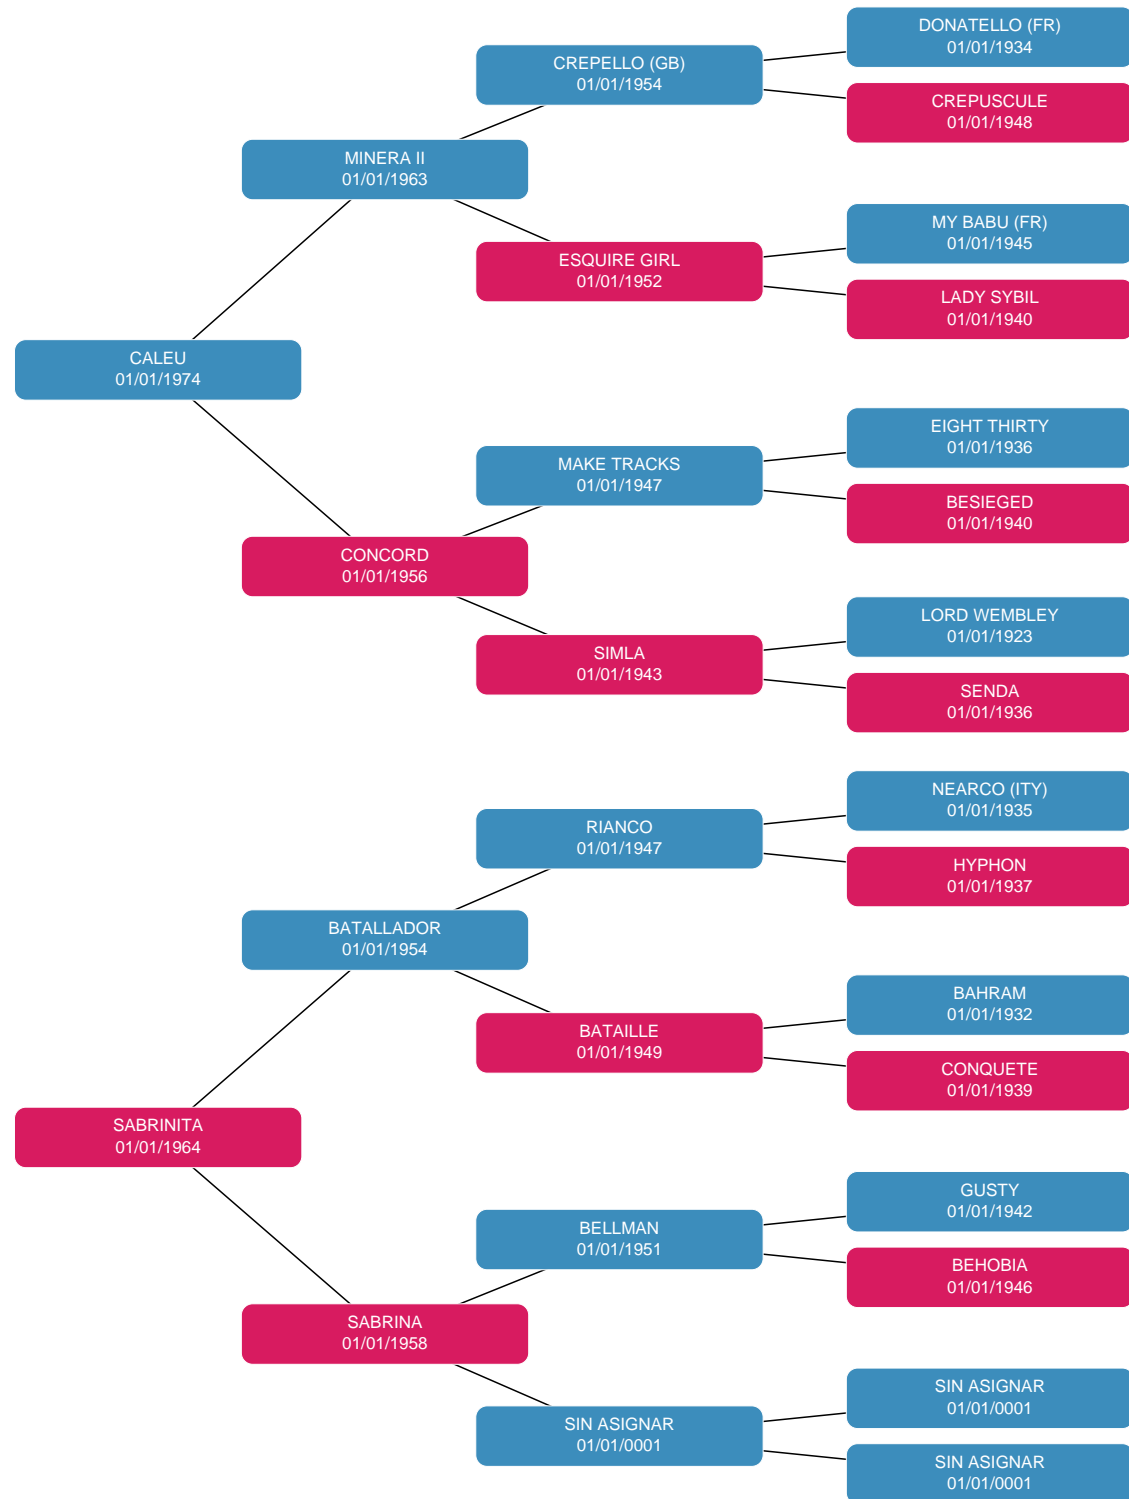 DONATELLO (FR)
01/01/1934
CREPELLO (GB)
01/01/1954
CREPUSCULE
01/01/1948
MINERA II
01/01/1963
MY BABU (FR)
01/01/1945
ESQUIRE GIRL
01/01/1952
LADY SYBIL
01/01/1940
CALEU
01/01/1974
EIGHT THIRTY
01/01/1936
MAKE TRACKS
01/01/1947
BESIEGED
01/01/1940
CONCORD
01/01/1956
LORD WEMBLEY
01/01/1923
SIMLA
01/01/1943
SENDA
01/01/1936
NEARCO (ITY)
01/01/1935
RIANCO
01/01/1947
HYPHON
01/01/1937
BATALLADOR
01/01/1954
BAHRAM
01/01/1932
BATAILLE
01/01/1949
CONQUETE
01/01/1939
SABRINITA
01/01/1964
GUSTY
01/01/1942
BELLMAN
01/01/1951
BEHOBIA
01/01/1946
SABRINA
01/01/1958
SIN ASIGNAR
01/01/0001
SIN ASIGNAR
01/01/0001
SIN ASIGNAR
01/01/0001